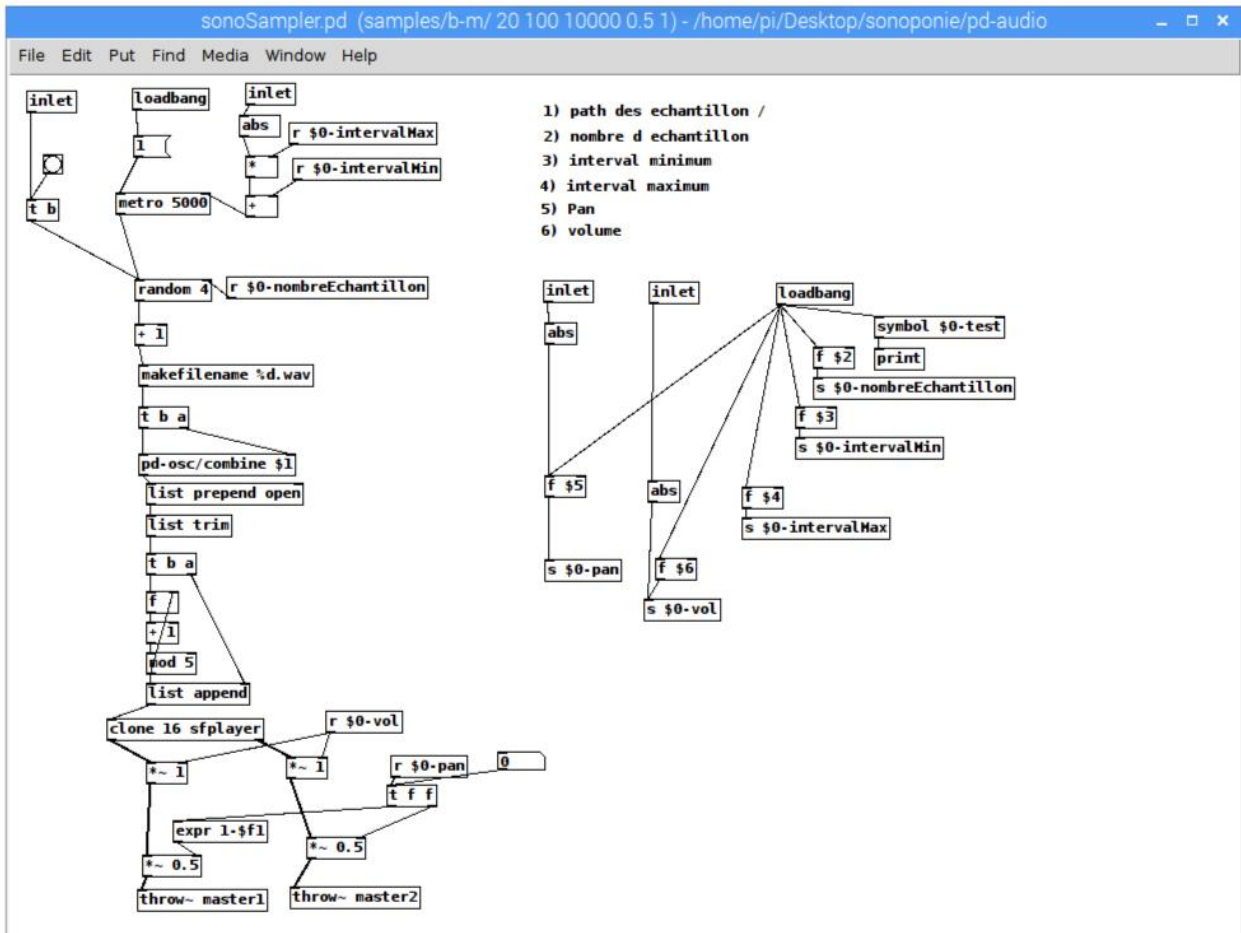 sonoSampler.pd (samples/b-m/ 20 100 10000 0.5 1) - /home/pi/Desktop/sonoponie/pd-audio
File Edit Put Find Media Window Help
inlet
loadbang
inlet
1
abs
r $0-intervalMax
*
r $0-intervalMin
t b
metro 5000
+
random 4
r $0-nombreEchantillon
+ 1
makefilename %d.wav
t b a
pd-osc/combine $1
list prepend open
list trim
t b a
f
+ 1
mod 5
list append
clone 16 sfplayer
r $0-vol
*~ 1
*~ 1
r $0-pan
0
t f f
expr 1-$f1
*~ 0.5
*~ 0.5
throw~ master1
throw~ master2
1) path des echantillon /
2) nombre d echantillon
3) interval minimum
4) interval maximum
5) Pan
6) volume
inlet
inlet
loadbang
abs
symbol $0-test
print
f $2
s $0-nombreEchantillon
f $3
s $0-intervalMin
f $5
abs
f $4
s $0-intervalMax
s $0-pan
f $6
s $0-vol